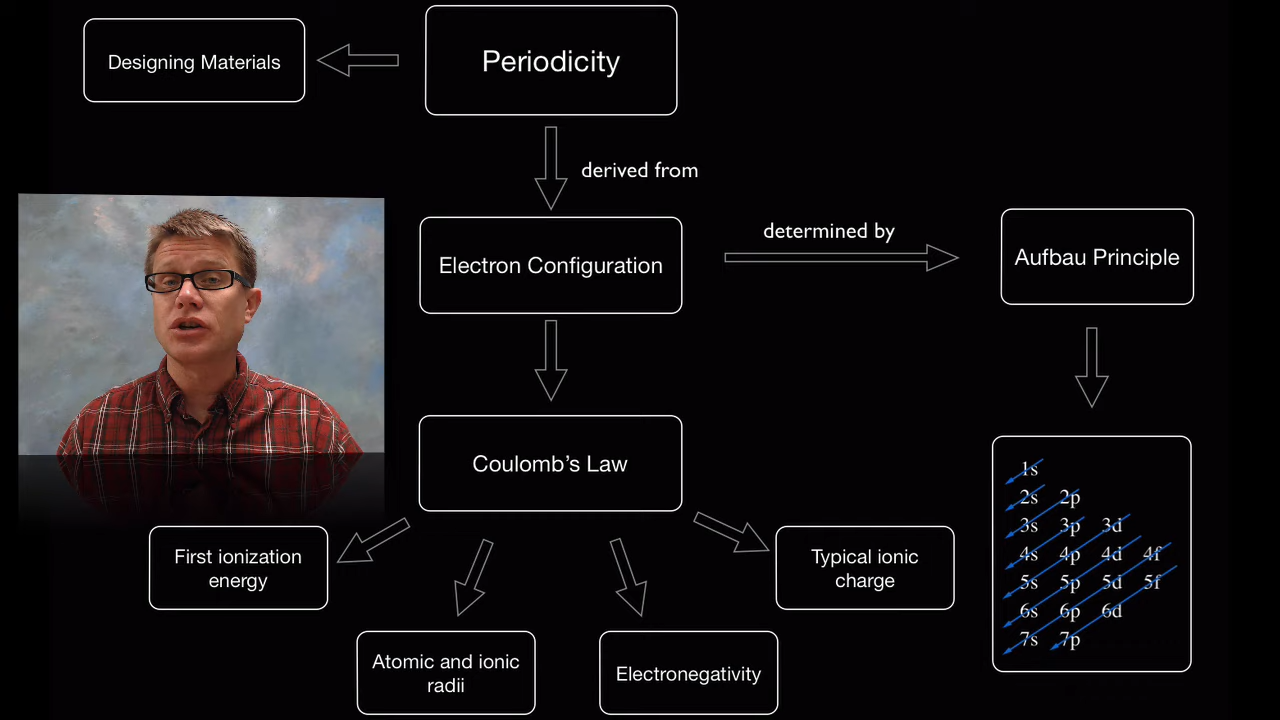 Designing Materials
Periodicity
derived from
Electron Configuration
determined by
Aufbau Principle
Coulomb's Law
First ionization
energy
Atomic and ionic
radii
Electronegativity
Typical ionic
charge
1s
2s 2p
3s 3p 3d
4s 4p 4d 4f
5s 5p 5d 5f
6s 6p 6d
7s 7p